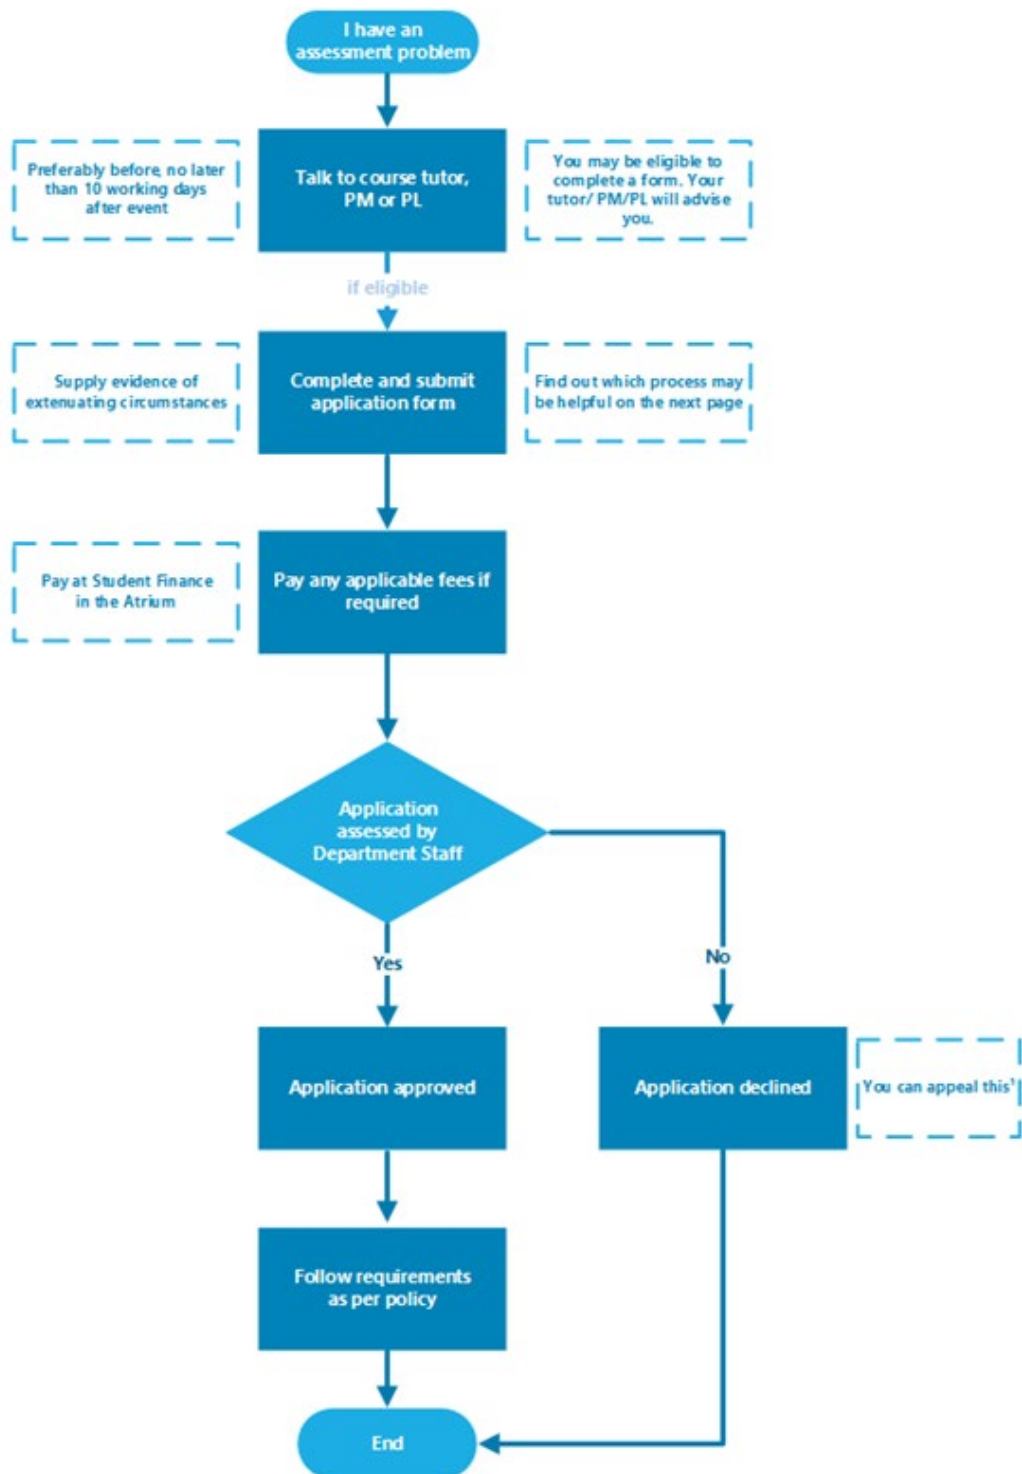 I have an
assessment problem
Preferably before, no later
than 10 working days
after event
Talk to course tutor,
PM or PL
You may be eligible to
complete a form. Your
tutor/ PM/PL will advise
you.
if eligible
Supply evidence of
extenuating circumstances
Complete and submit
application form
Find out which process may
be helpful on the next page
Pay at Student Finance
in the Atrium
Pay any applicable fees if
required
Application
assessed by
Department Staff
Yes
No
Application approved
Application declined
You can appeal this¹
Follow requirements
as per policy
End